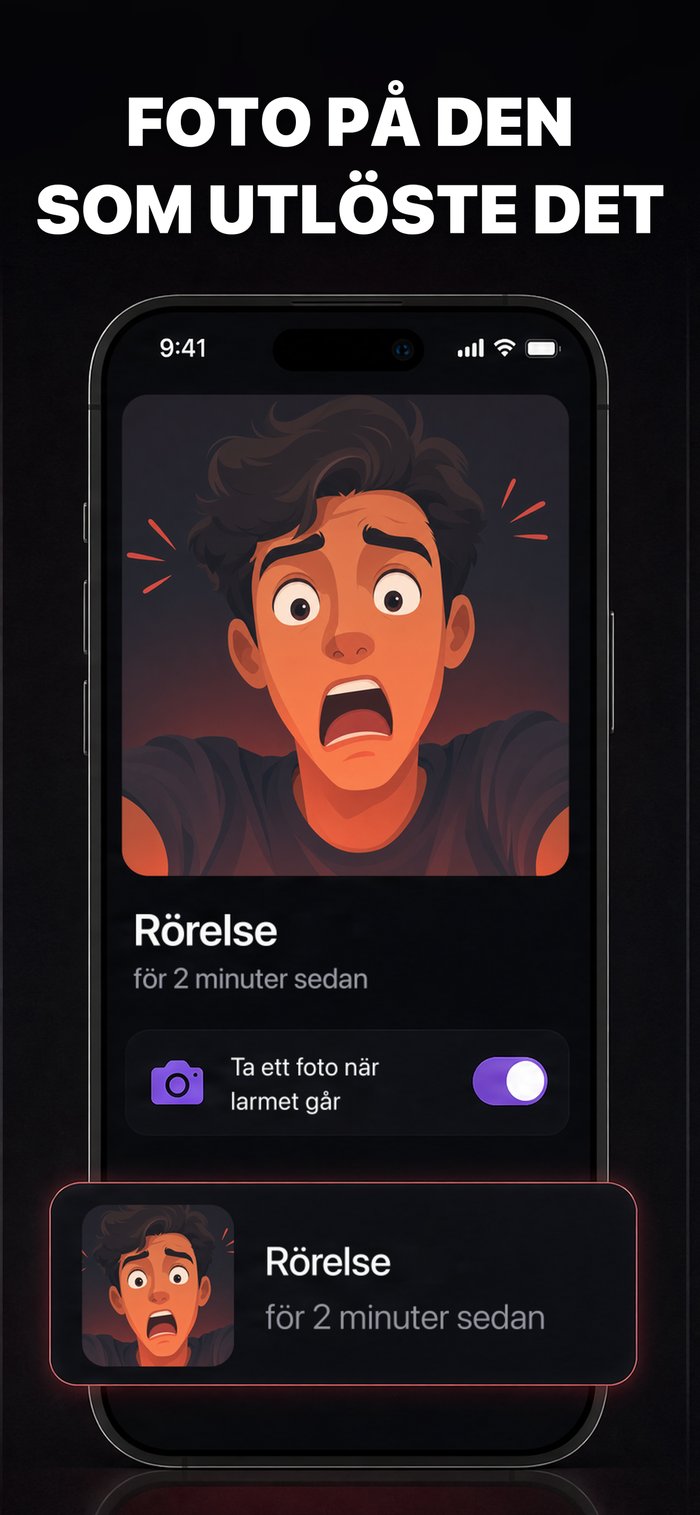 FOTO PÅ DEN
SOM UTLÖSTE DET
9:41
Rörelse
för 2 minuter sedan
Ta ett foto när
larmet går
Rörelse
för 2 minuter sedan